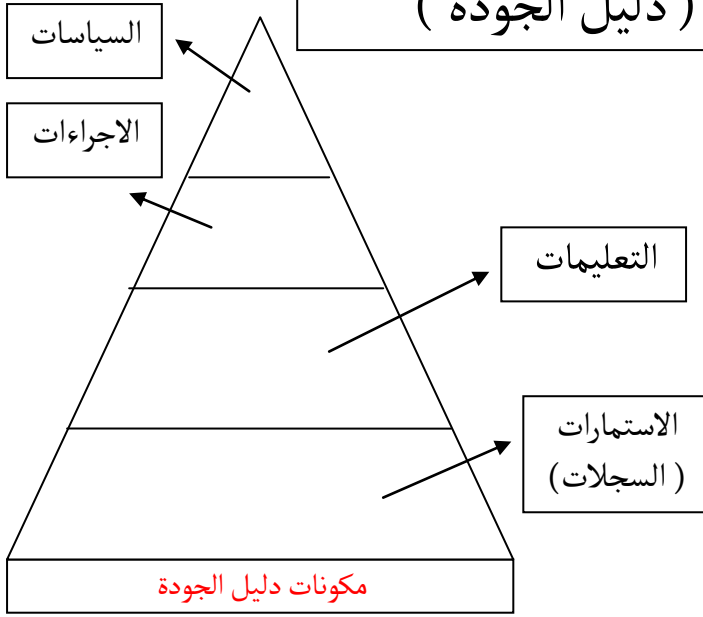 ( دليل الجودة )
السياسات
الاجراءات
التعليمات
الاستمارات
( السجلات)
مكونات دليل الجودة